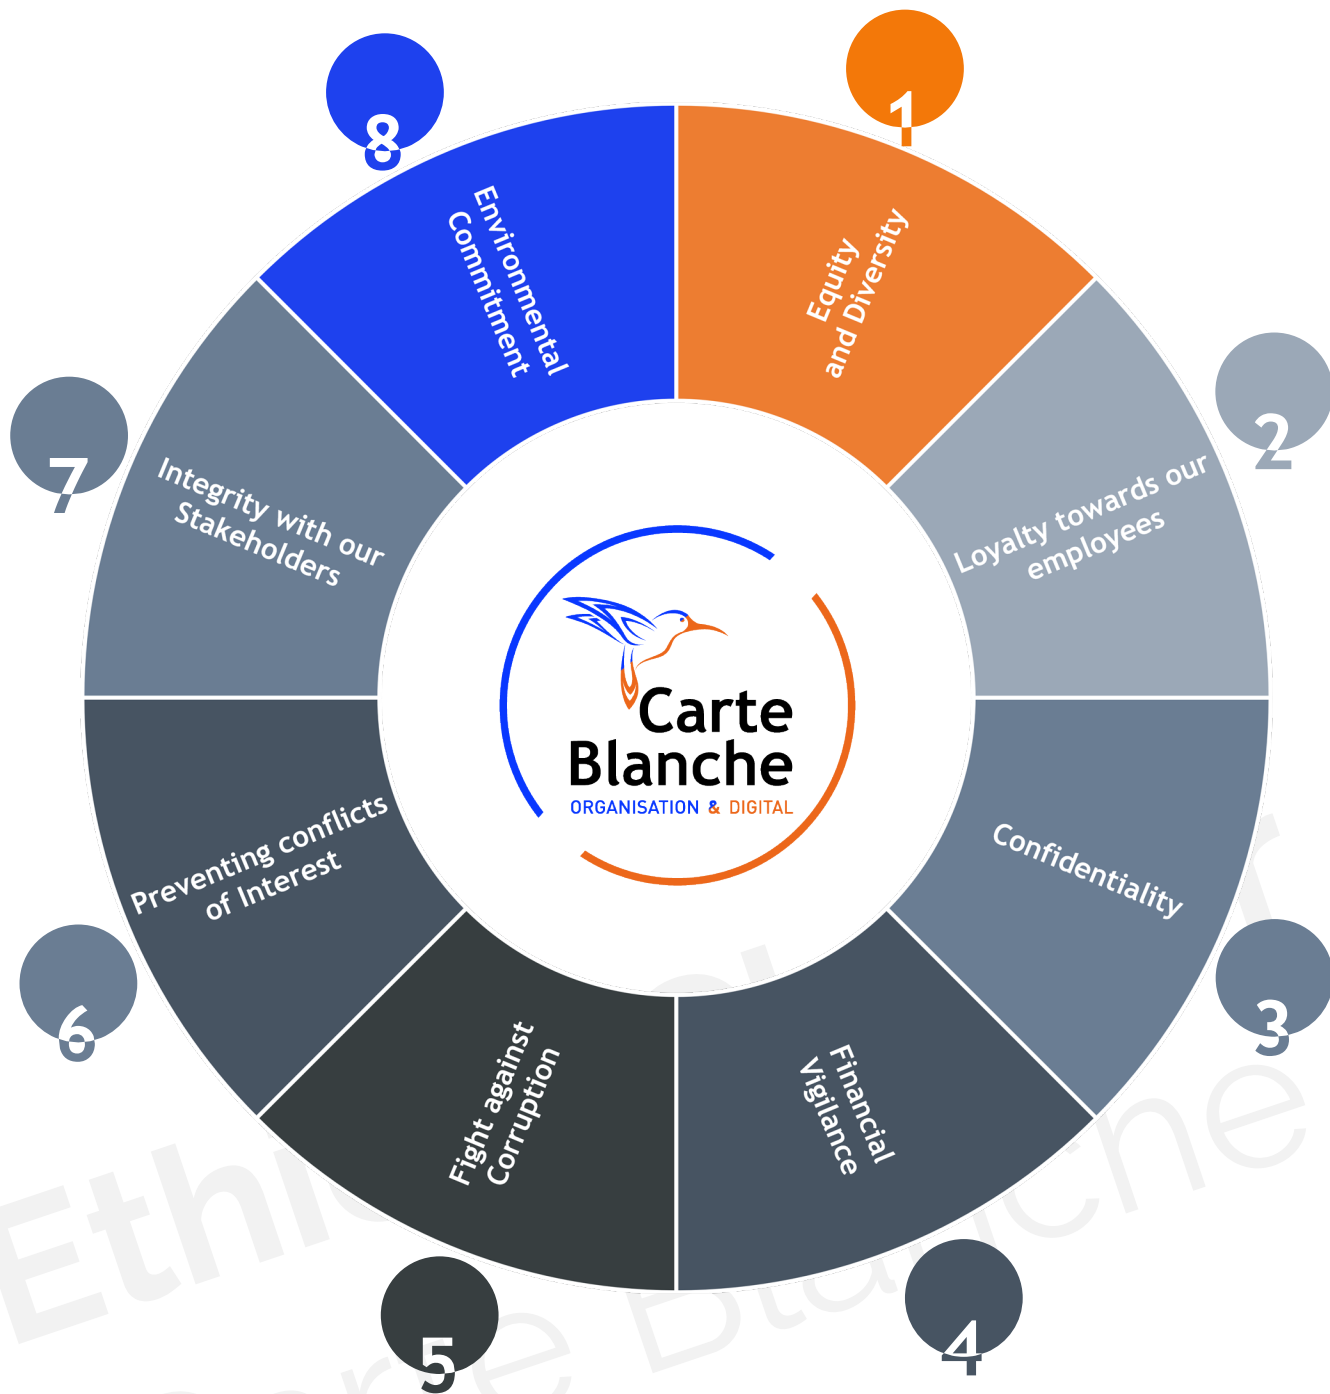 1
Equity
and Diversity
2
Loyalty towards our
employees
3
Confidentiality
4
Financial
Vigilance
5
Fight against
Corruption
6
Preventing conflicts
of Interest
7
Integrity with our
Stakeholders
8
Environmental
Commitment
Carte
Blanche
ORGANISATION & DIGITAL